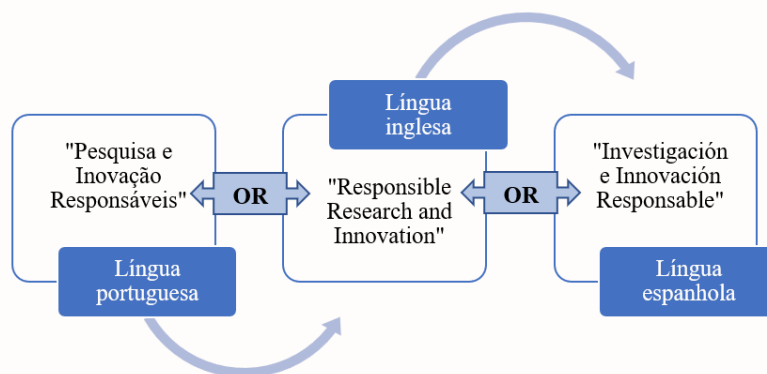 "Pesquisa e
Inovação
Responsáveis"
Língua
portuguesa
OR
Língua
inglesa
"Responsible
Research and
Innovation"
OR
"Investigación
e Innovación
Responsable"
Língua
espanhola